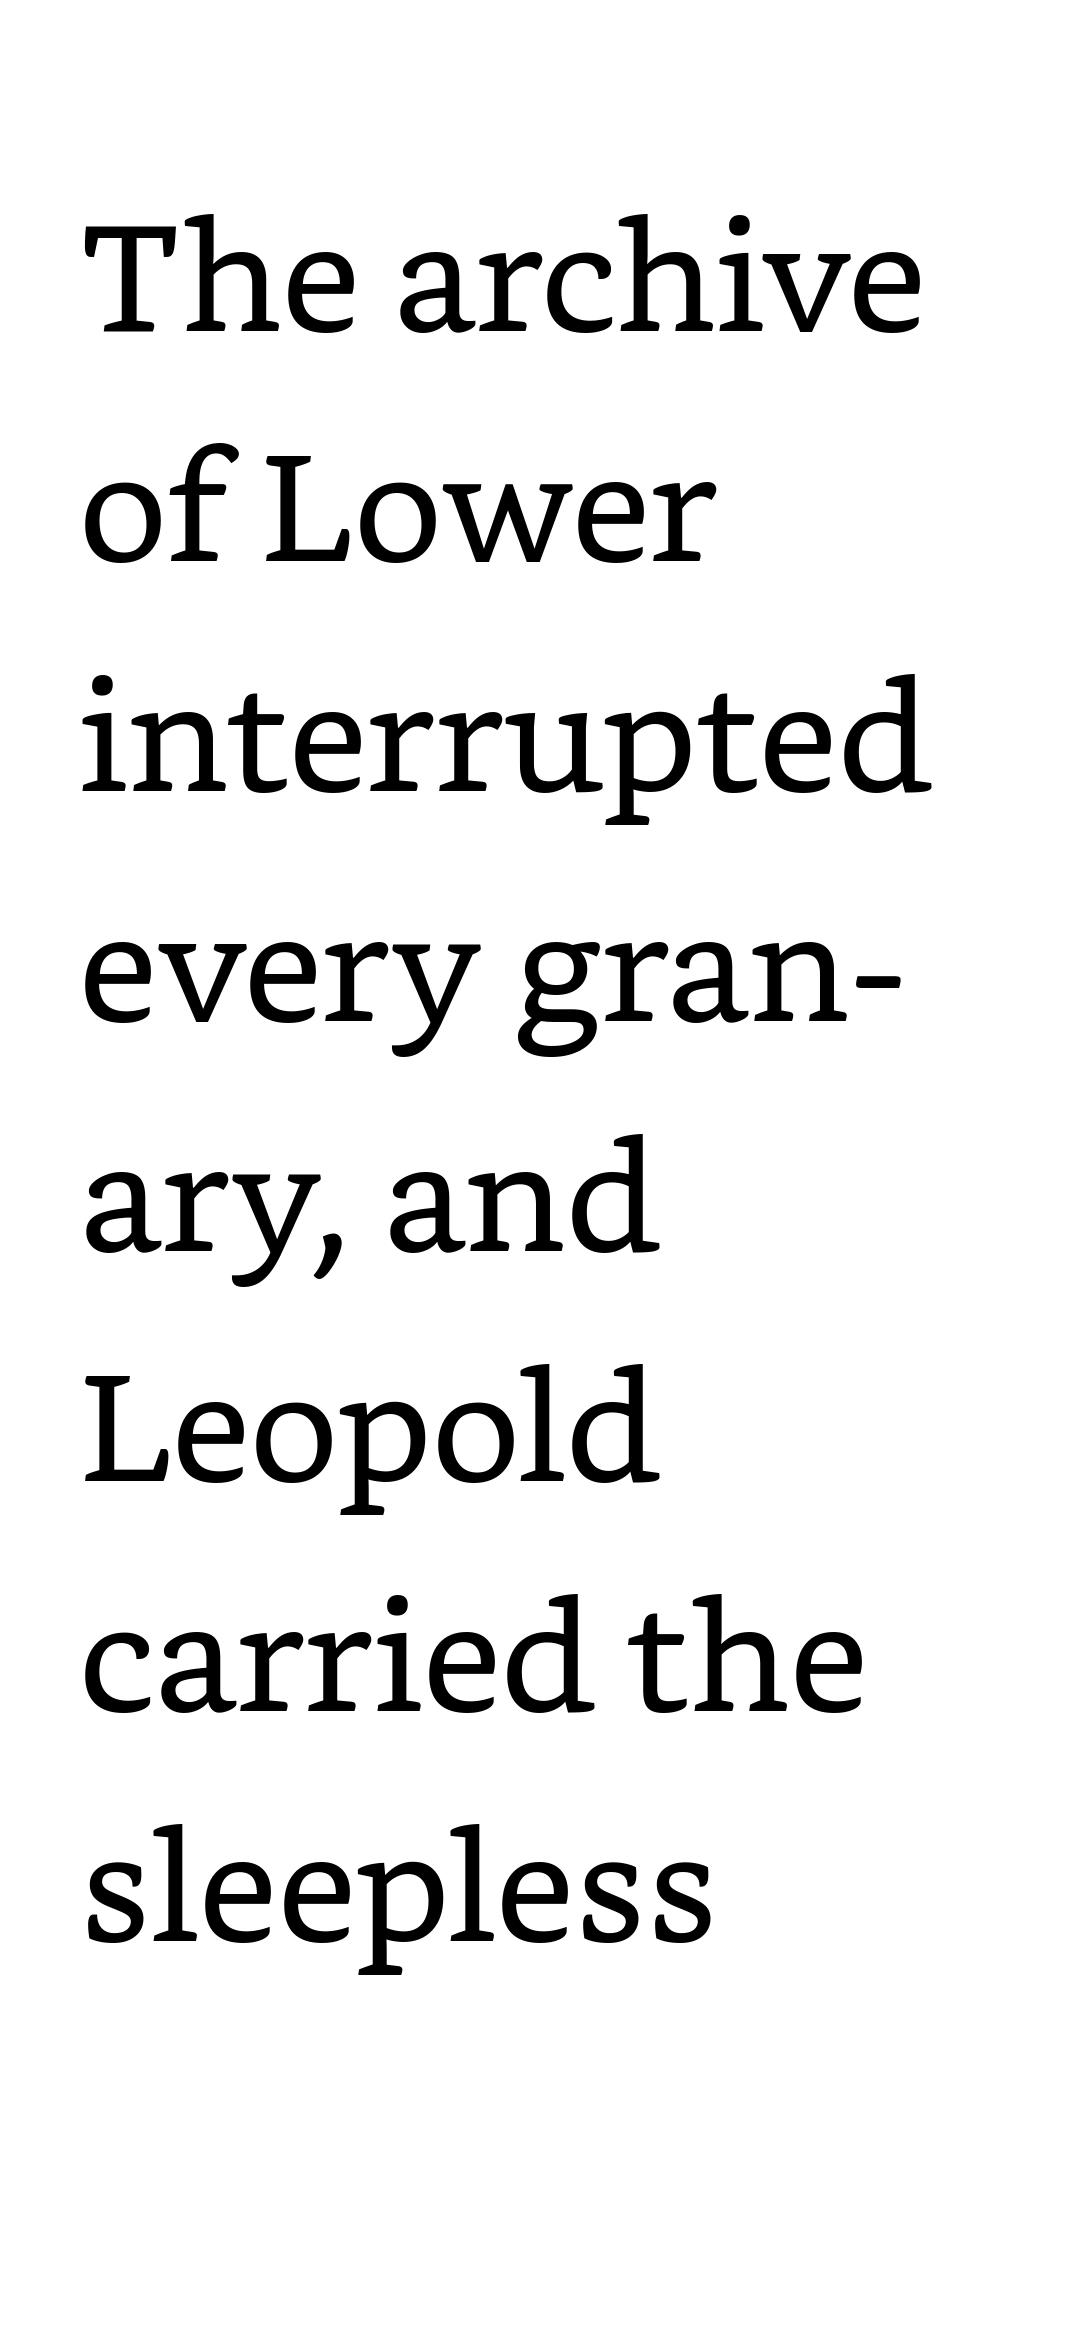 The archive
of Lower
interrupted
every gran-
ary, and
Leopold
carried the
sleepless